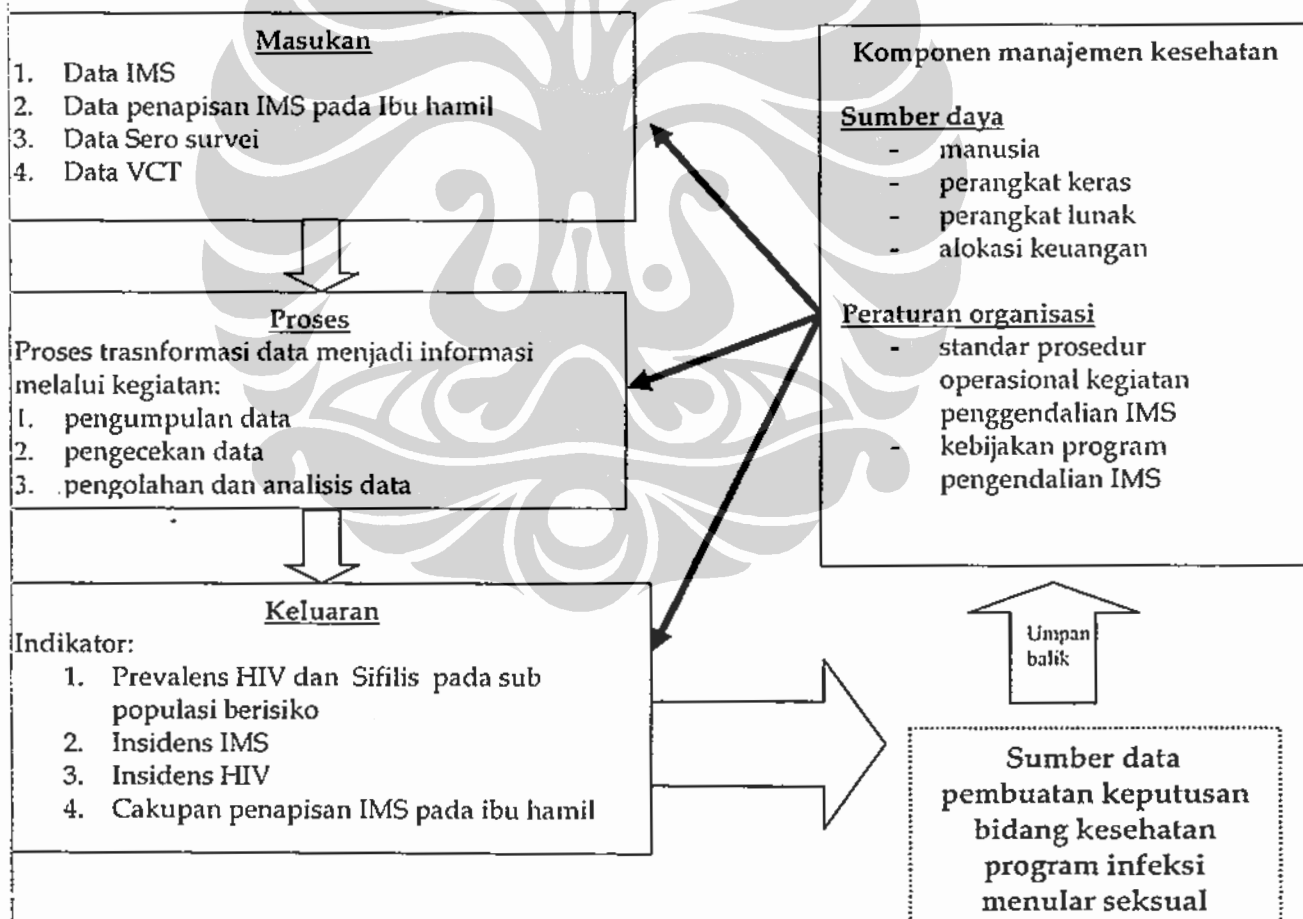 Masukan
1. Data IMS
2. Data penapisan IMS pada Ibu hamil
3. Data Sero survei
4. Data VCT
Proses
Proses trasnformasi data menjadi informasi
melalui kegiatan:
1. pengumpulan data
2. pengecekan data
3. pengolahan dan analisis data
Keluaran
Indikator:
1. Prevalens HIV dan Sifilis pada sub
populasi berisiko
2. Insidens IMS
3. Insidens HIV
4. Cakupan penapisan IMS pada ibu hamil
Komponen manajemen kesehatan
Sumber daya
- manusia
- perangkat keras
- perangkat lunak
- alokasi keuangan
Peraturan organisasi
- standar prosedur
operasional kegiatan
penggendalian IMS
- kebijakan program
pengendalian IMS
Umpan
balik
Sumber data
pembuatan keputusan
bidang kesehatan
program infeksi
menular seksual